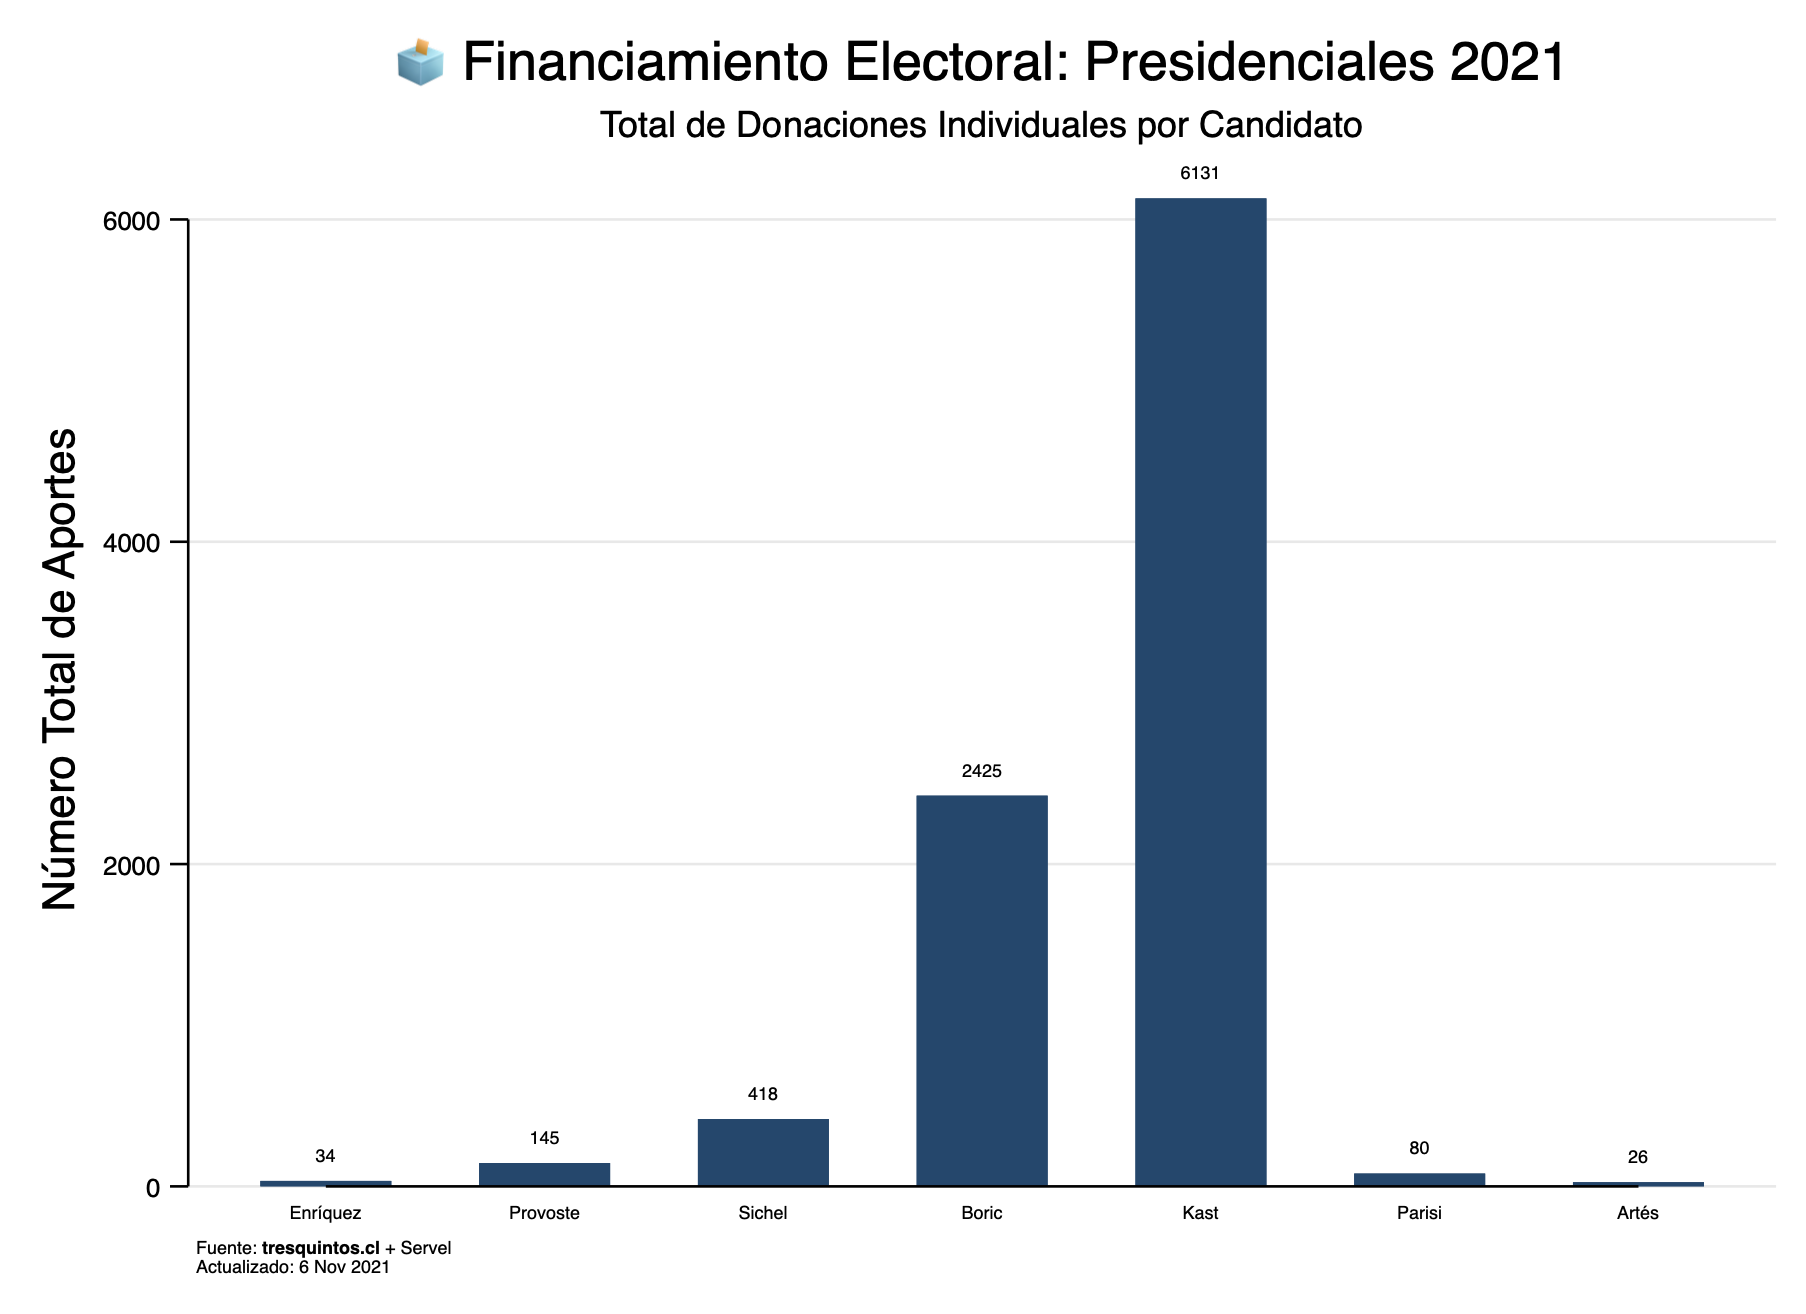 Financiamiento Electoral: Presidenciales 2021
Total de Donaciones Individuales por Candidato
Número Total de Aportes
6000
4000
2000
0
34
145
418
2425
6131
80
26
Enríquez
Provoste
Sichel
Boric
Kast
Parisi
Artés
Fuente: tresquintos.cl + Servel
Actualizado: 6 Nov 2021